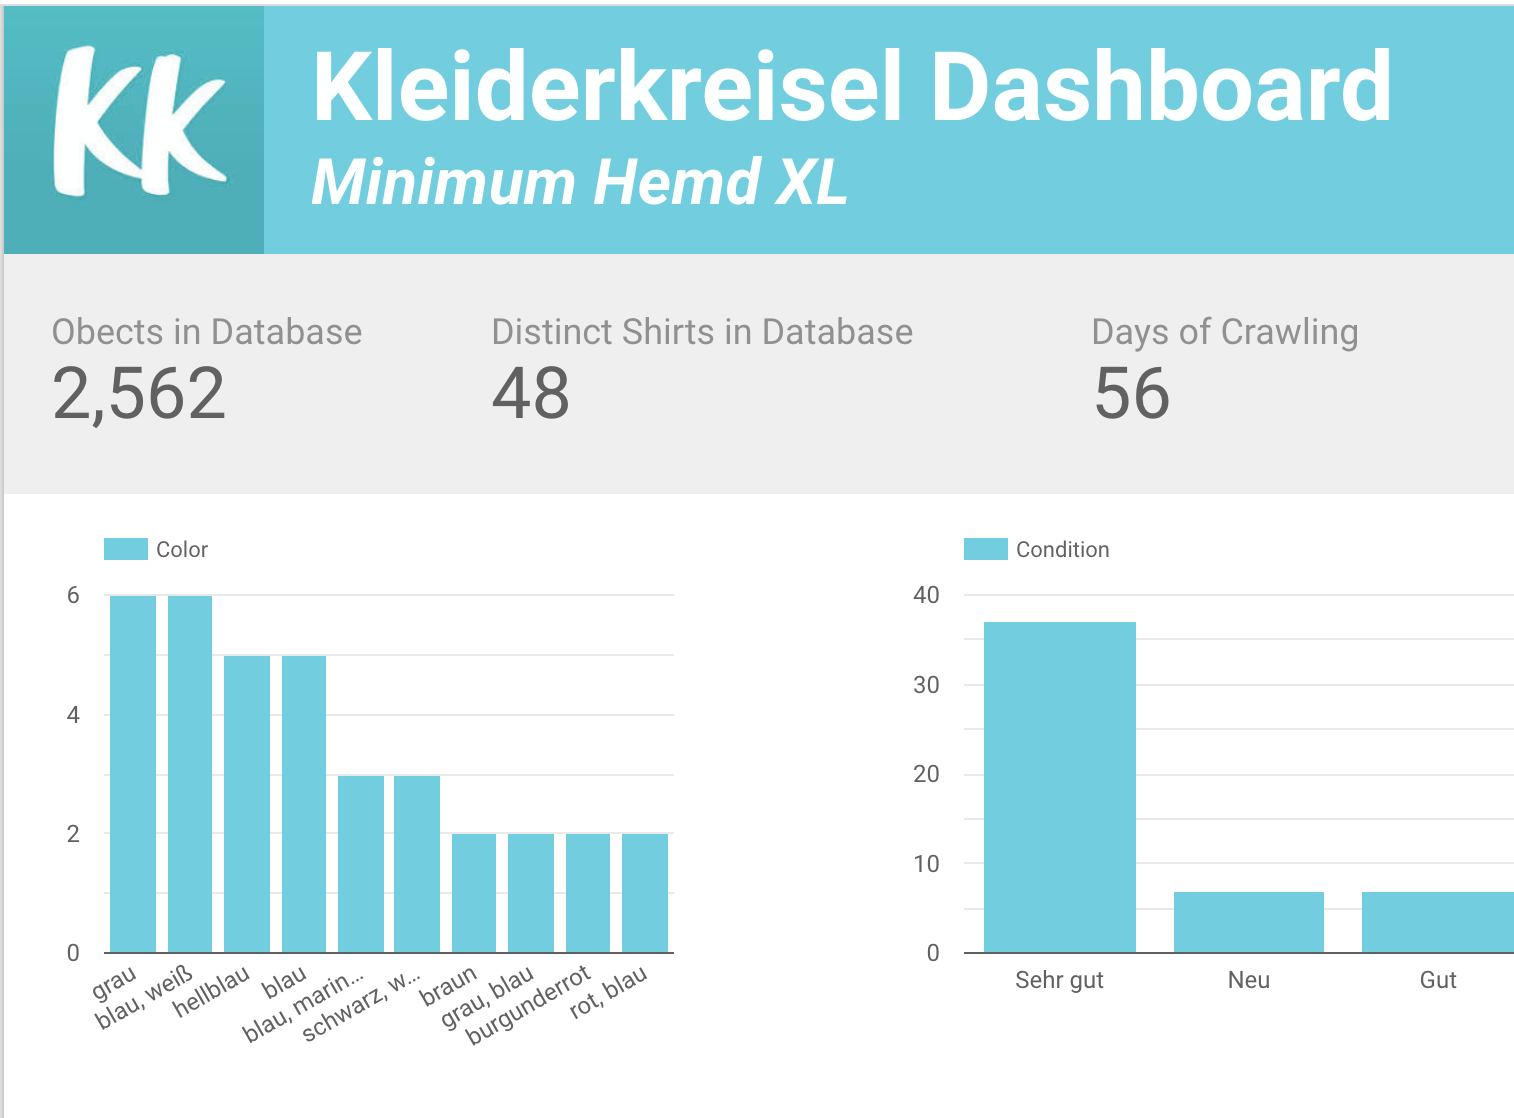 KK
Kleiderkreisel Dashboard
Minimum Hemd XL
Obects in Database
2,562
Distinct Shirts in Database
48
Days of Crawling
56
Color
6
4
2
0
grau
blau, weiß
hellblau
blau
blau, marin...
schwarz, w...
braun
grau, blau
burgunderrot
rot, blau
Condition
40
30
20
10
0
Sehr gut
Neu
Gut